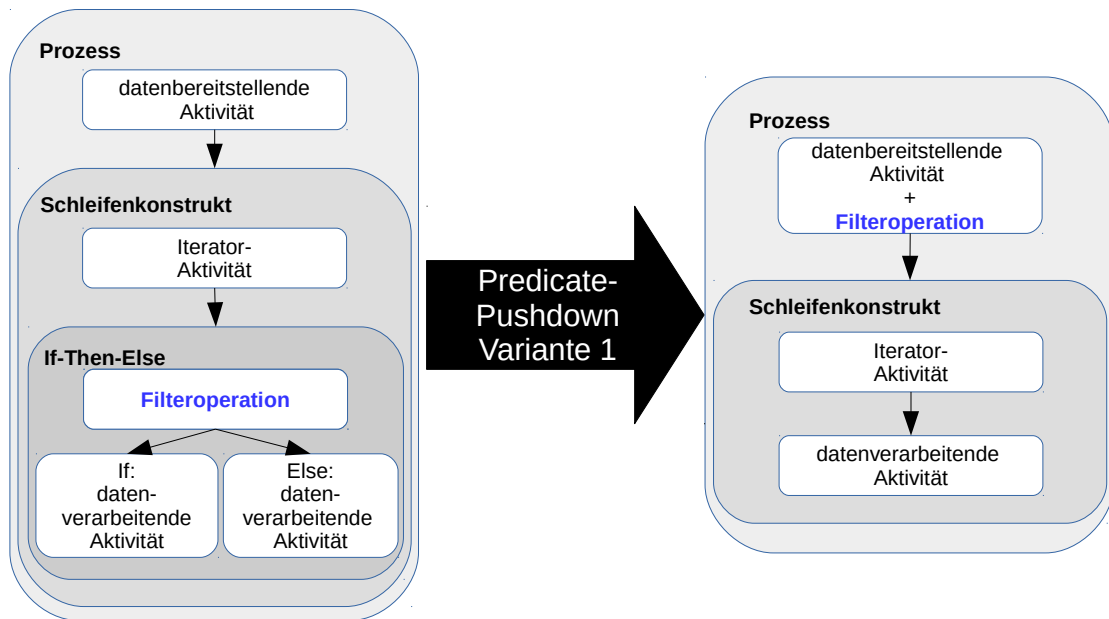 Prozess
datenbereitstellende
Aktivität
Schleifenkonstrukt
Iterator-
Aktivität
If-Then-Else
Filteroperation
If:
daten-
verarbeitende
Aktivität
Else:
daten-
verarbeitende
Aktivität
Predicate-
Pushdown
Variante 1
Prozess
datenbereitstellende
Aktivität
+
Filteroperation
Schleifenkonstrukt
Iterator-
Aktivität
datenverarbeitende
Aktivität